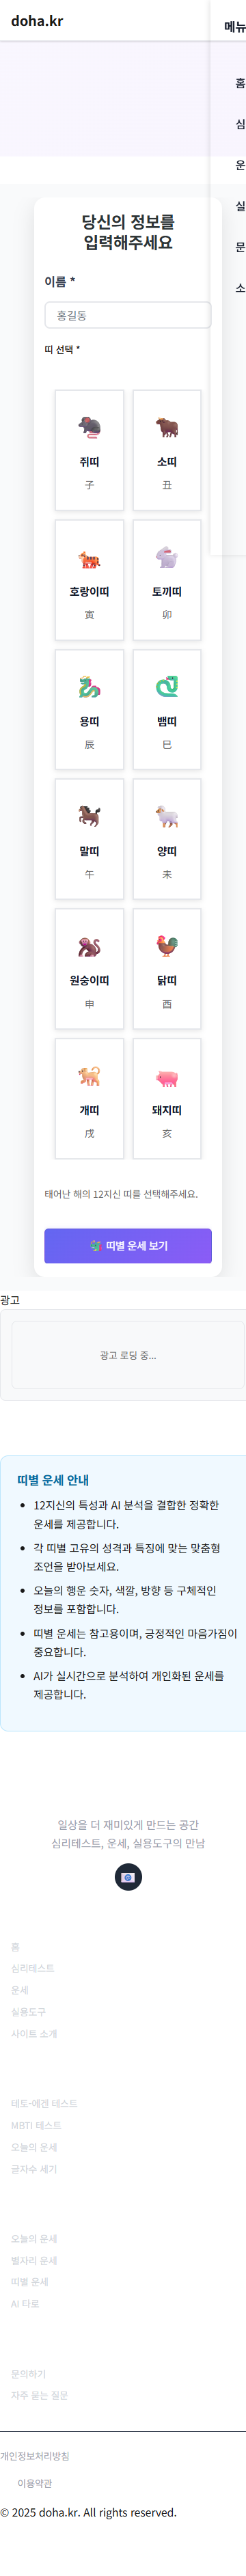 doha.kr
메뉴
홈
심
운
실
문
소
당신의 정보를
입력해주세요
이름 *
홍길동
띠 선택 *
쥐띠
子
소띠
丑
호랑이띠
寅
토끼띠
卯
용띠
辰
뱀띠
巳
말띠
午
양띠
未
원숭이띠
申
닭띠
酉
개띠
戌
돼지띠
亥
태어난 해의 12지신 띠를 선택해주세요.
띠별 운세 보기
광고
광고 로딩 중...
띠별 운세 안내
12지신의 특성과 AI 분석을 결합한 정확한
운세를 제공합니다.
각 띠별 고유의 성격과 특징에 맞는 맞춤형
조언을 받아보세요.
오늘의 행운 숫자, 색깔, 방향 등 구체적인
정보를 포함합니다.
띠별 운세는 참고용이며, 긍정적인 마음가짐이
중요합니다.
AI가 실시간으로 분석하여 개인화된 운세를
제공합니다.
일상을 더 재미있게 만드는 공간
심리테스트, 운세, 실용도구의 만남
홈
심리테스트
운세
실용도구
사이트 소개
테토-에겐 테스트
MBTI 테스트
오늘의 운세
글자수 세기
오늘의 운세
별자리 운세
띠별 운세
AI 타로
문의하기
자주 묻는 질문
개인정보처리방침
이용약관
© 2025 doha.kr. All rights reserved.